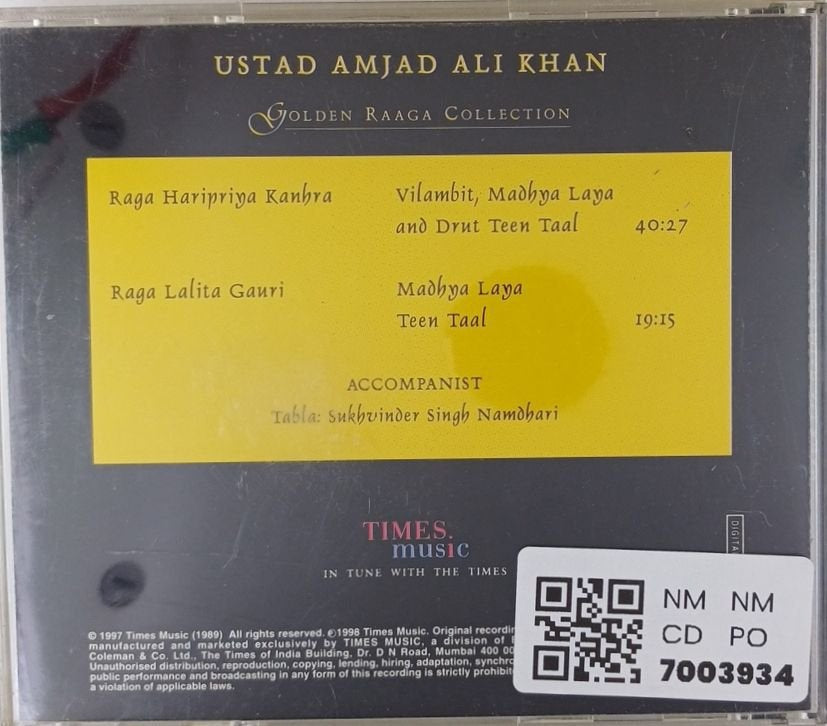 USTAD AMJAD ALI KHAN
GOLDEN RAAGA COLLECTION
Raga Haripriya Kanhra Vilambit, Madhya Laya
and Drut Teen Taal 40:27
Raga Lalita Gauri Madhya Laya
Teen Taal 19:15
ACCOMPANIST
Tabla: Sukhvinder Singh Namdhari
TIMES.
music
IN TUNE WITH THE TIMES
DIGITA
© 1997 Times Music (1989) All rights reserved. ℗1998 Times Music. Original recordin
manufactured and marketed exclusively by TIMES MUSIC, a division of
Coleman & Co. Ltd., The Times of India Building, Dr. D N Road, Mumbai 400 00
Unauthorised distribution, reproduction, copying, lending, hiring, adaptation, synchro
public performance and broadcasting in any form of this recording is strictly prohibite
a violation of applicable laws.
NM NM
CD PO
7003934